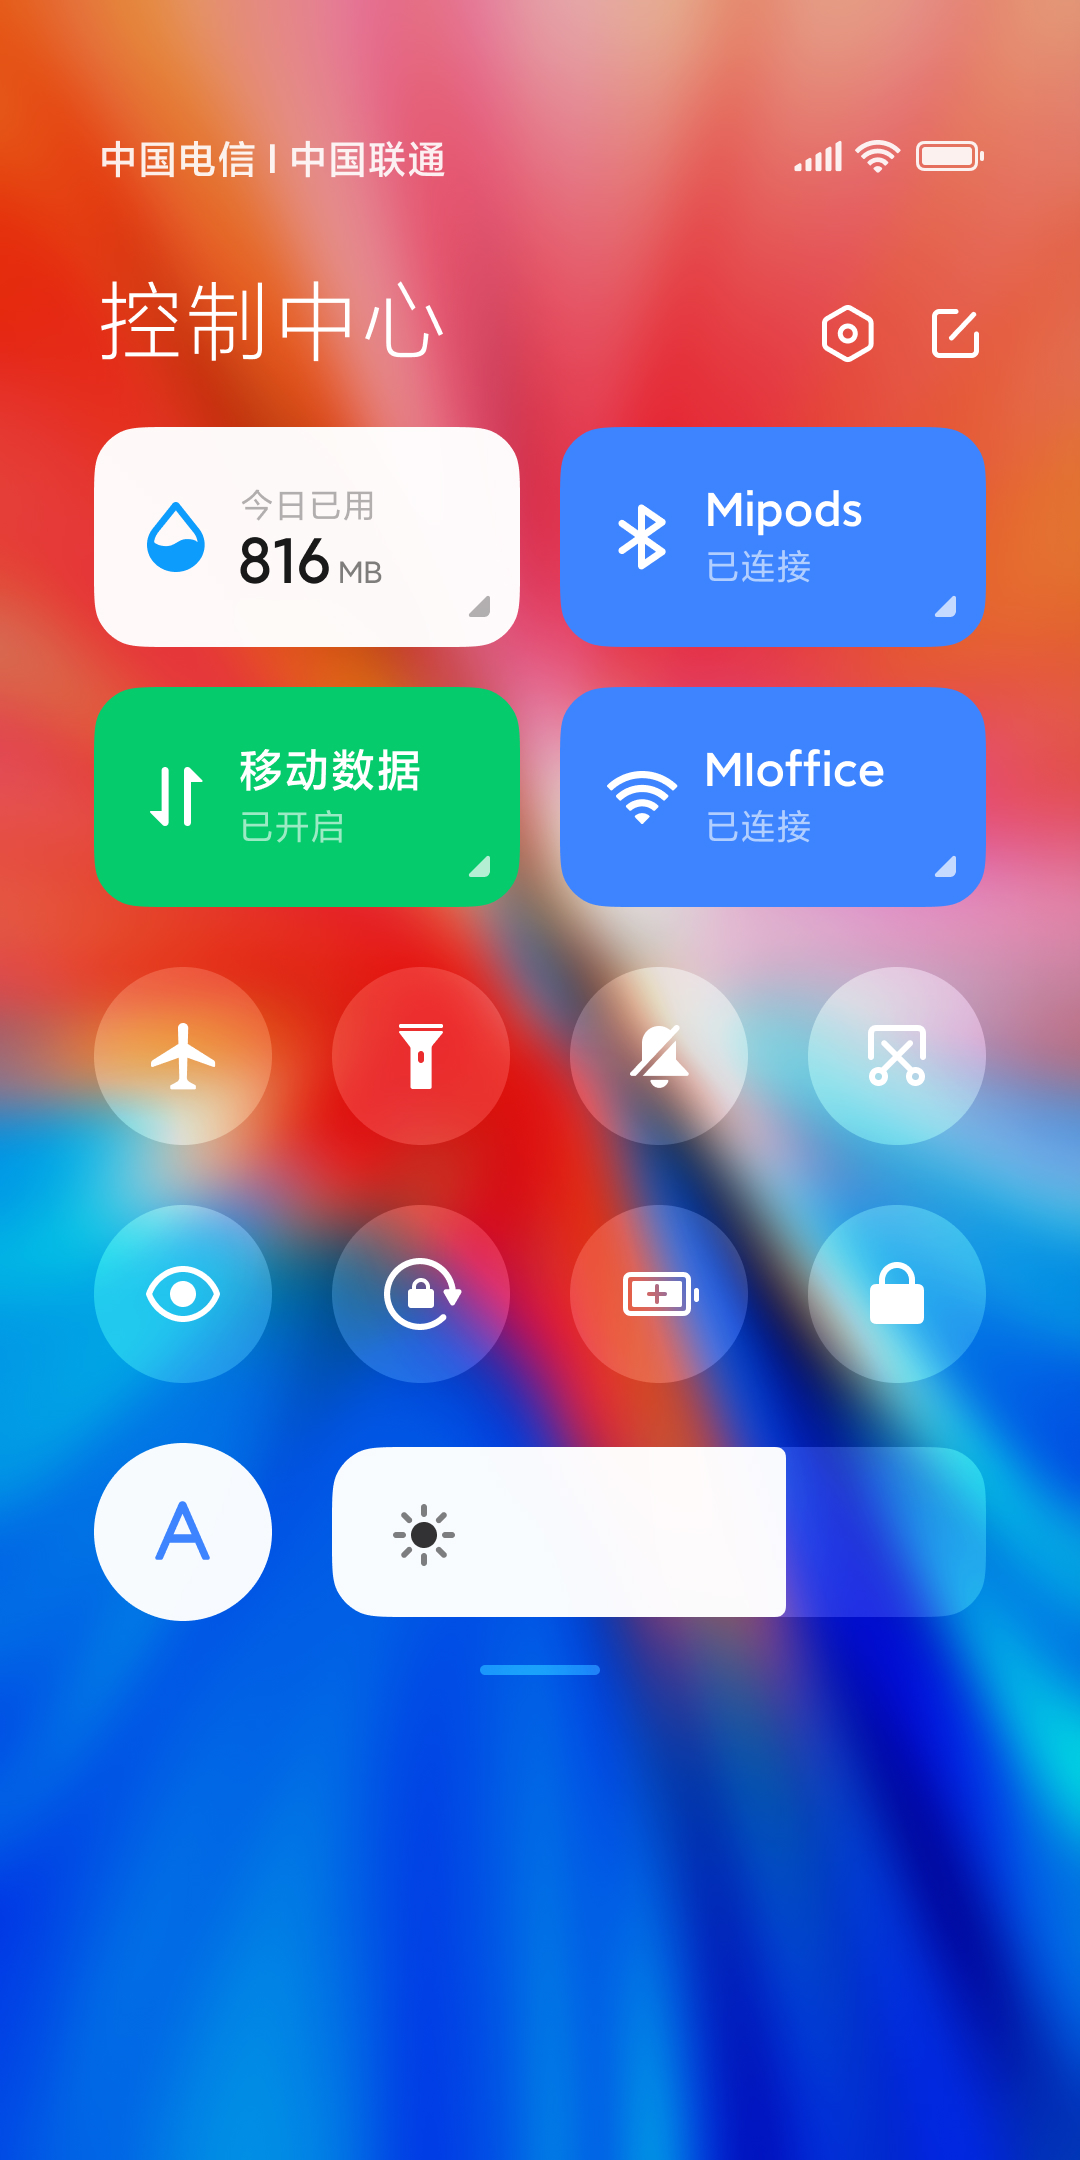 中国电信 | 中国联通
控制中心
今日已用
816 MB
Mipods
已连接
移动数据
已开启
MIoffice
已连接
A